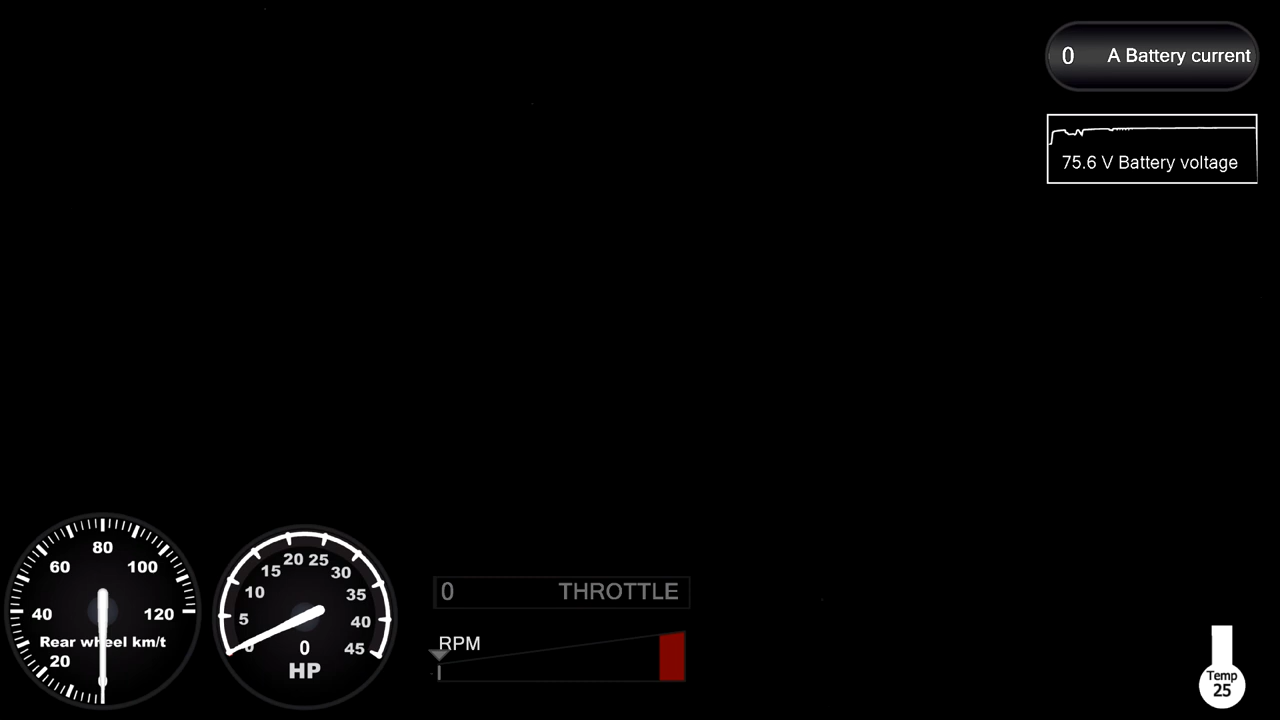 0 A Battery current
75.6 V Battery voltage
80
60 100
40 120
Rear wheel km/t
20
0
20 25
15 30
10 35
5 40
0 0 45
HP
0 THROTTLE
RPM
Temp
25